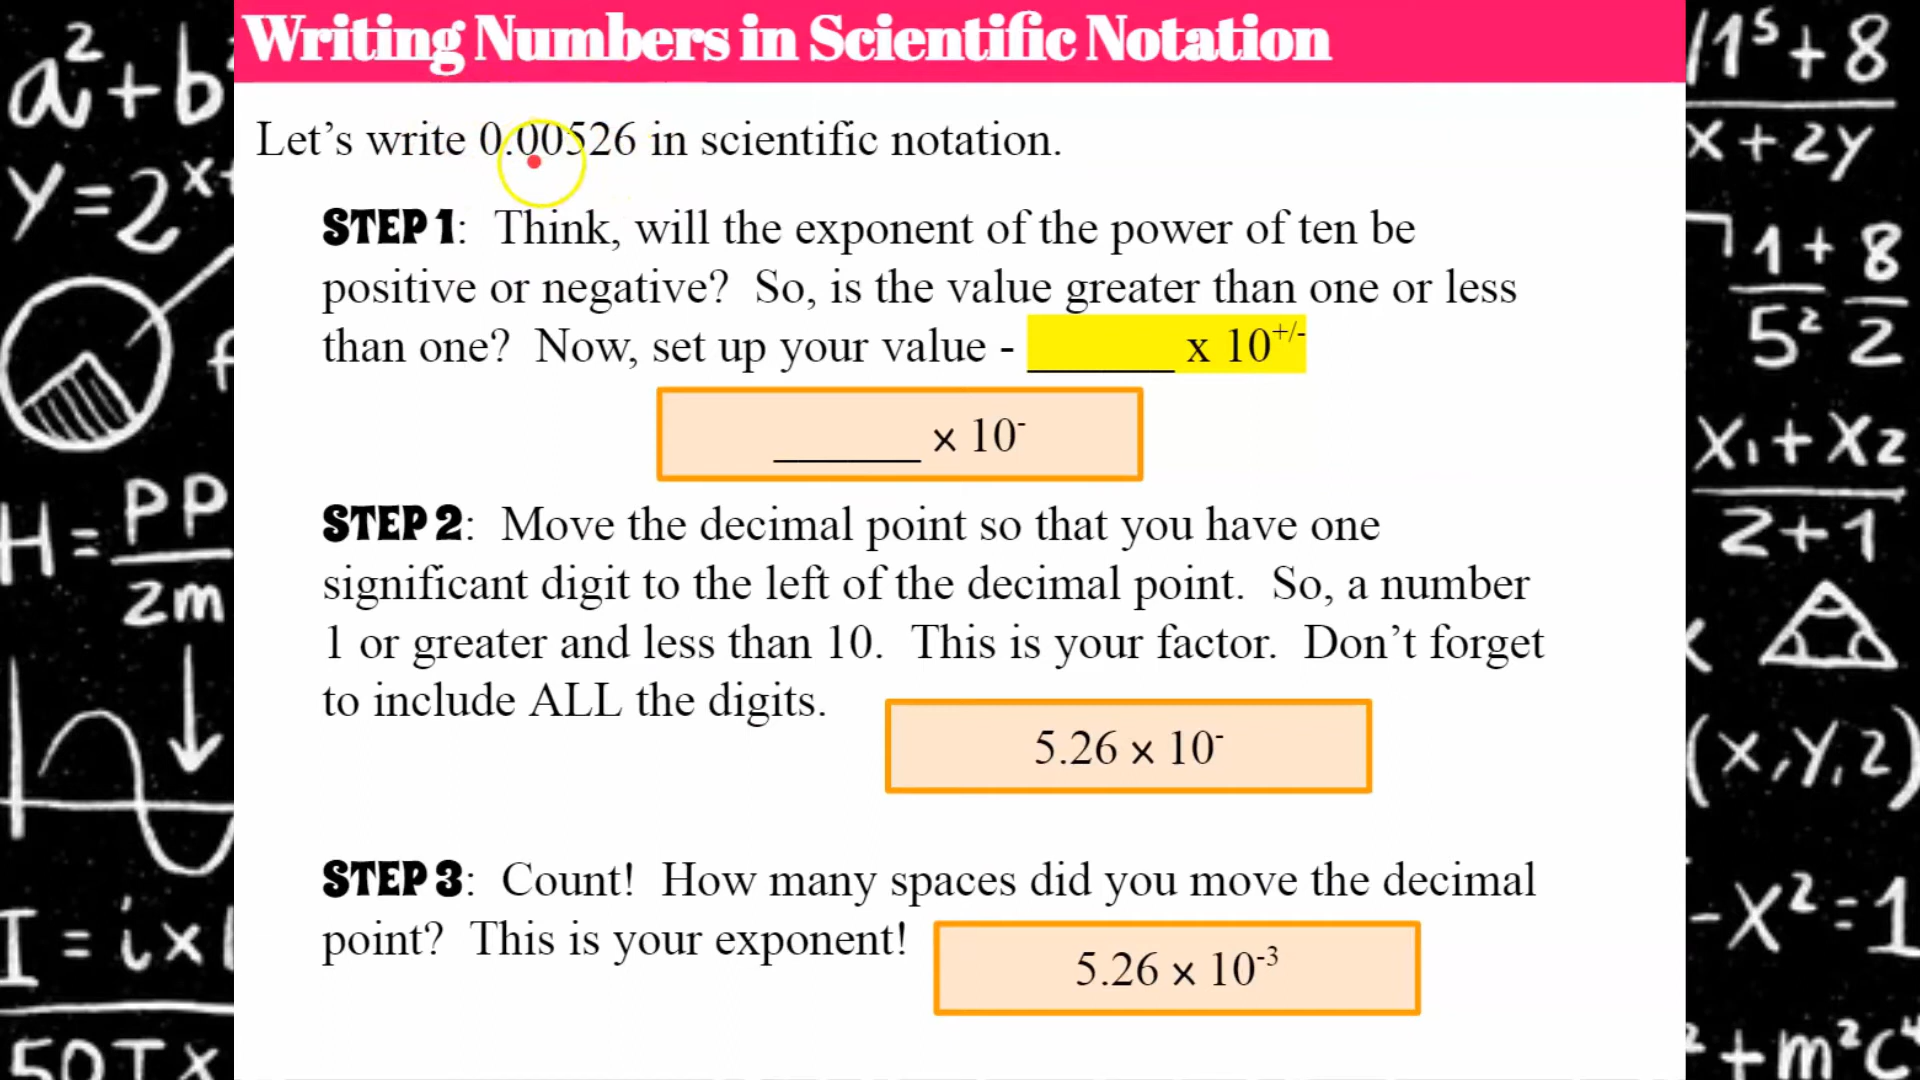 Writing Numbers in Scientific Notation
Let’s write 0.00526 in scientific notation.
STEP 1: Think, will the exponent of the power of ten be
positive or negative? So, is the value greater than one or less
than one? Now, set up your value - ______ x 10⁺/⁻
______ × 10⁻
STEP 2: Move the decimal point so that you have one
significant digit to the left of the decimal point. So, a number
1 or greater and less than 10. This is your factor. Don’t forget
to include ALL the digits.
5.26 × 10⁻
STEP 3: Count! How many spaces did you move the decimal
point? This is your exponent!
5.26 × 10⁻³
a² + b
y = 2ˣ⁺
H = PP
2m
I = ix
50Tx
1⁵ + 8
x + 2y
1 + 8
5² 2
x₁ + x₂
2 + 1
(x, y, z)
-x² = 1
² + m²c⁴